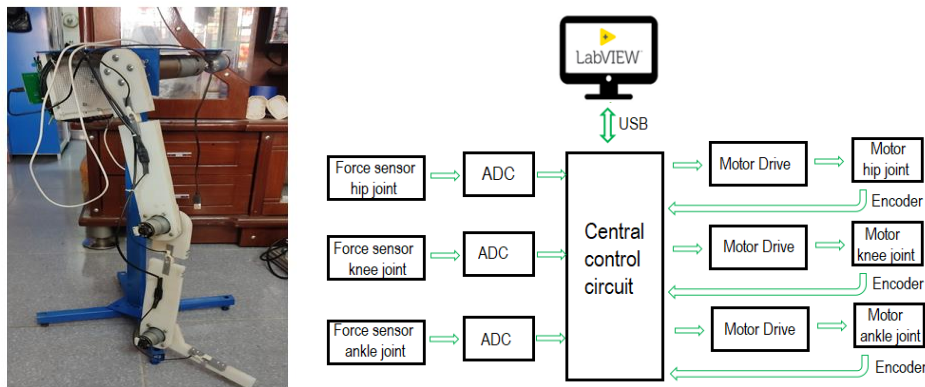 LabVIEW
USB
Force sensor
hip joint
ADC
Motor Drive
Motor
hip joint
Encoder
Central
control
circuit
Force sensor
knee joint
ADC
Motor Drive
Motor
knee joint
Encoder
Force sensor
ankle joint
ADC
Motor Drive
Motor
ankle joint
Encoder